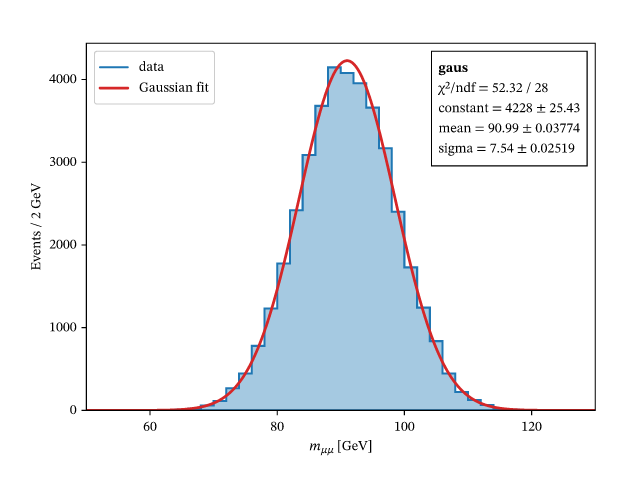 data
Gaussian fit
gaus
χ²/ndf = 52.32 / 28
constant = 4228 ± 25.43
mean = 90.99 ± 0.03774
sigma = 7.54 ± 0.02519
4000
3000
2000
1000
0
Events / 2 GeV
60 80 100 120
mμμ [GeV]